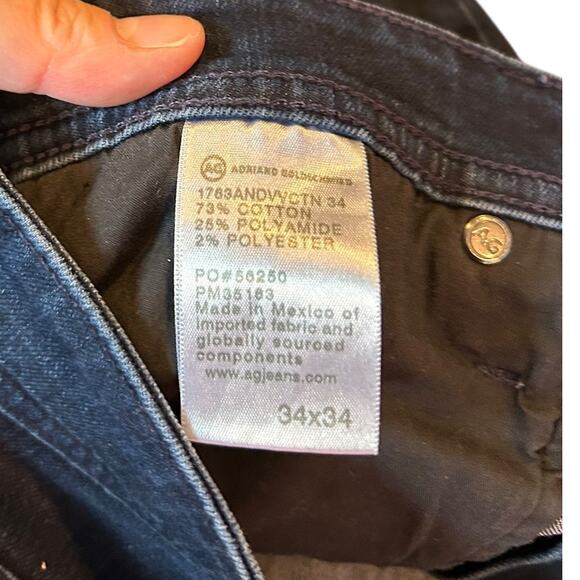 AG ADRIANO GOLDSCHMIED
1763ANDVVCTN 34
73% COTTON
25% POLYAMIDE
2% POLYESTER
PO#56250
PM35163
Made in Mexico of
imported fabric and
globally sourced
components
www.agjeans.com
34x34
AG